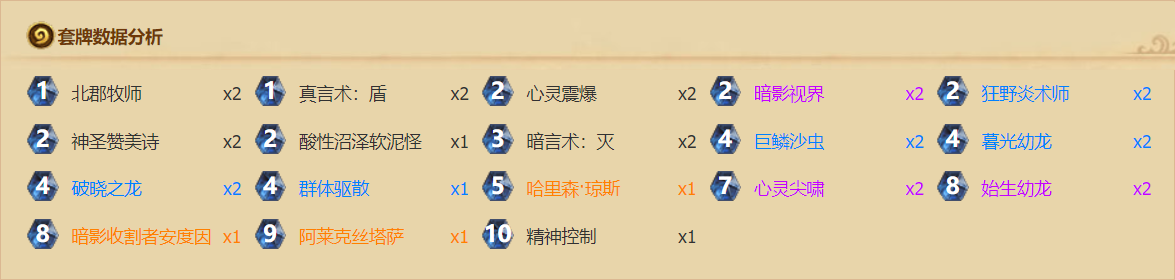 套牌数据分析
1 北郡牧师 x2 1 真言术：盾 x2 2 心灵震爆 x2 2 暗影视界 x2 2 狂野炎术师 x2
2 神圣赞美诗 x2 2 酸性沼泽软泥怪 x1 3 暗言术：灭 x2 4 巨鳞沙虫 x2 4 暮光幼龙 x2
4 破晓之龙 x2 4 群体驱散 x1 5 哈里森·琼斯 x1 7 心灵尖啸 x2 8 始生幼龙 x2
8 暗影收割者安度因 x1 9 阿莱克丝塔萨 x1 10 精神控制 x1